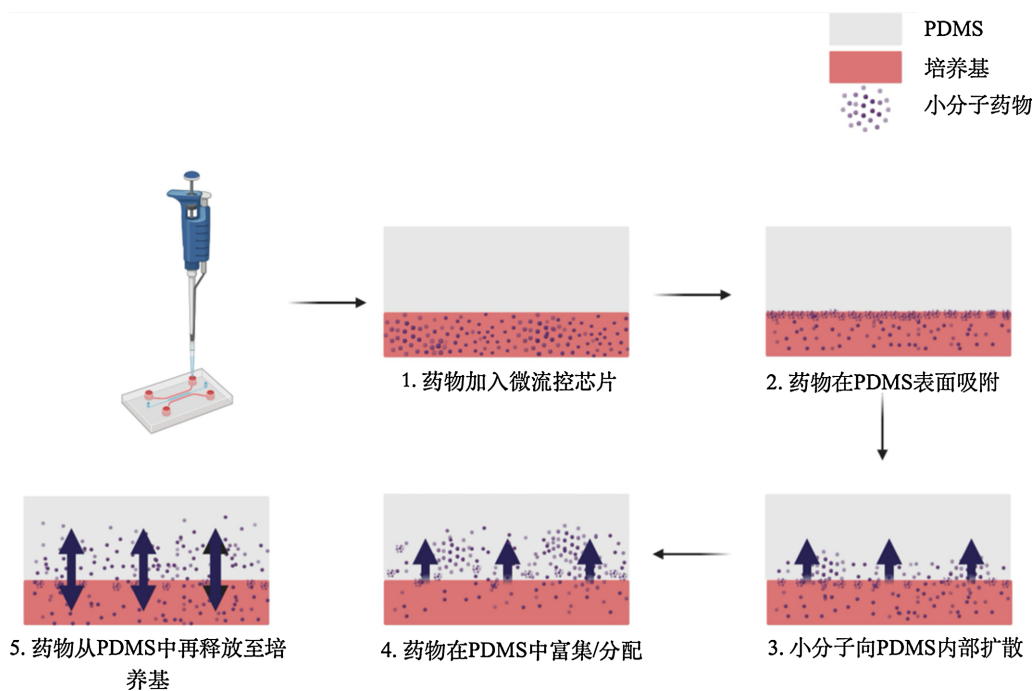 PDMS
培养基
小分子药物
1. 药物加入微流控芯片
2. 药物在PDMS表面吸附
3. 小分子向PDMS内部扩散
4. 药物在PDMS中富集/分配
5. 药物从PDMS中再释放至培
养基